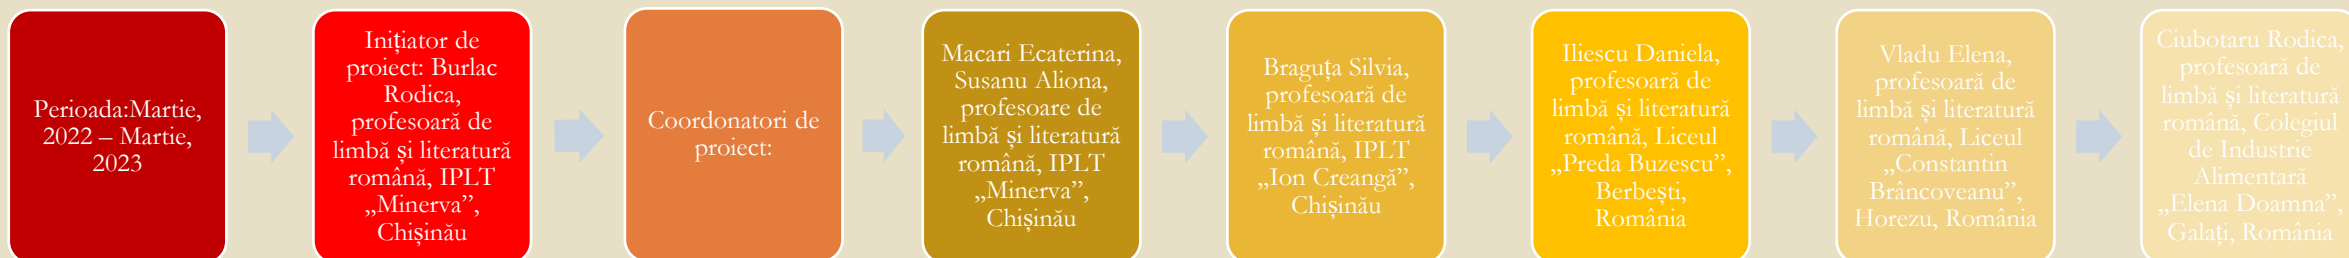 Perioada:Martie,
2022 – Martie,
2023
Inițiator de
proiect: Burlac
Rodica,
profesoară de
limbă și literatură
română, IPLT
„Minerva”,
Chișinău
Coordonatori de
proiect:
Macari Ecaterina,
Susanu Aliona,
profesoare de
limbă și literatură
română, IPLT
„Minerva”,
Chișinău
Braguța Silvia,
profesoară de
limbă și literatură
română, IPLT
„Ion Creangă”,
Chișinău
Iliescu Daniela,
profesoară de
limbă și literatură
română, Liceul
„Preda Buzescu”,
Berbești,
România
Vladu Elena,
profesoară de
limbă și literatură
română, Liceul
„Constantin
Brâncoveanu”,
Horezu, România
Ciubotaru Rodica,
profesoară de
limbă și literatură
română, Colegiul
de Industrie
Alimentară
„Elena Doamna”,
Galați, România